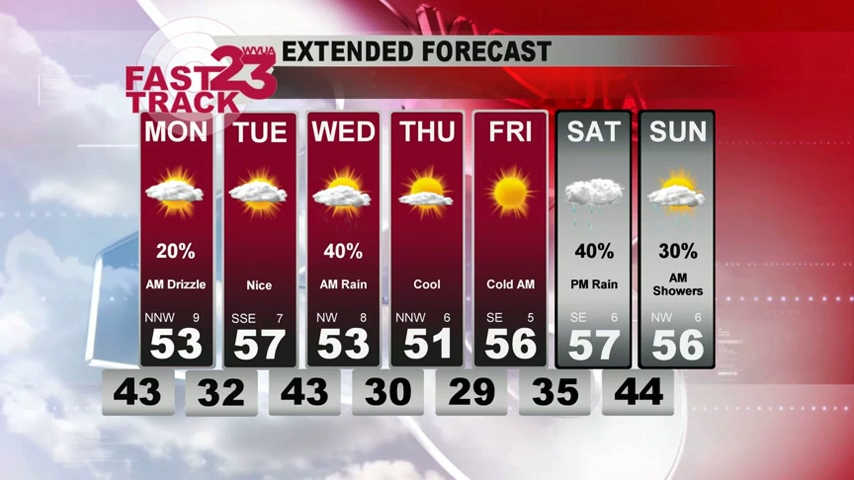 WVUA
23
FAST
TRACK
EXTENDED FORECAST
MON TUE WED THU FRI SAT SUN
20% 40% 40% 30%
AM Drizzle Nice AM Rain Cool Cold AM PM Rain AM Showers
NNW 9 SSE 7 NW 8 NNW 6 SE 5 SE 6 NW 6
53 57 53 51 56 57 56
43 32 43 30 29 35 44